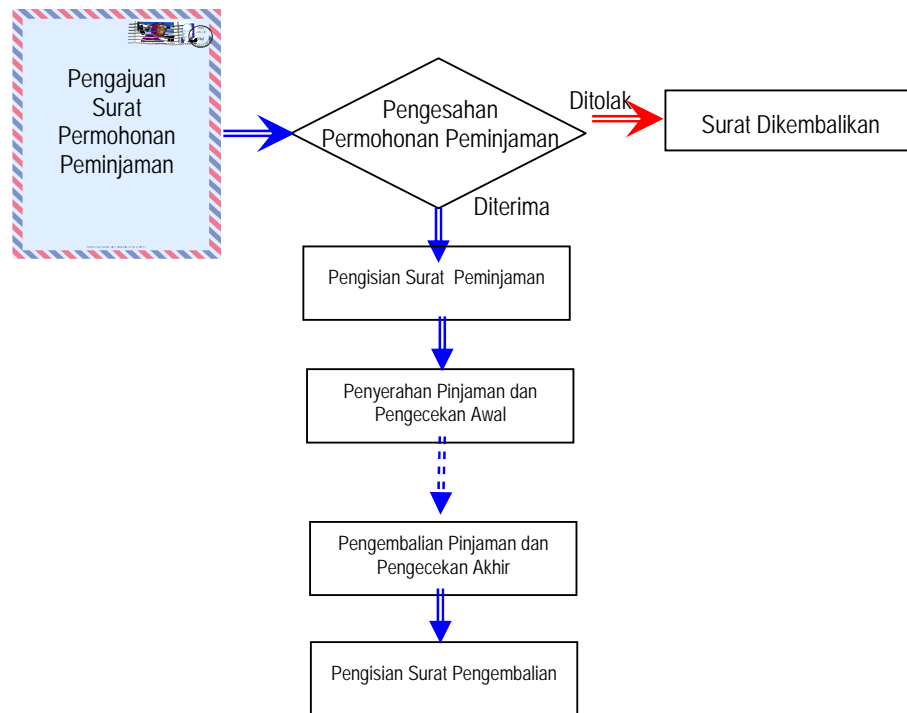 Pengajuan
Surat
Permohonan
Peminjaman
Pengesahan
Permohonan Peminjaman
Ditolak
Surat Dikembalikan
Diterima
Pengisian Surat Peminjaman
Penyerahan Pinjaman dan
Pengecekan Awal
Pengembalian Pinjaman dan
Pengecekan Akhir
Pengisian Surat Pengembalian